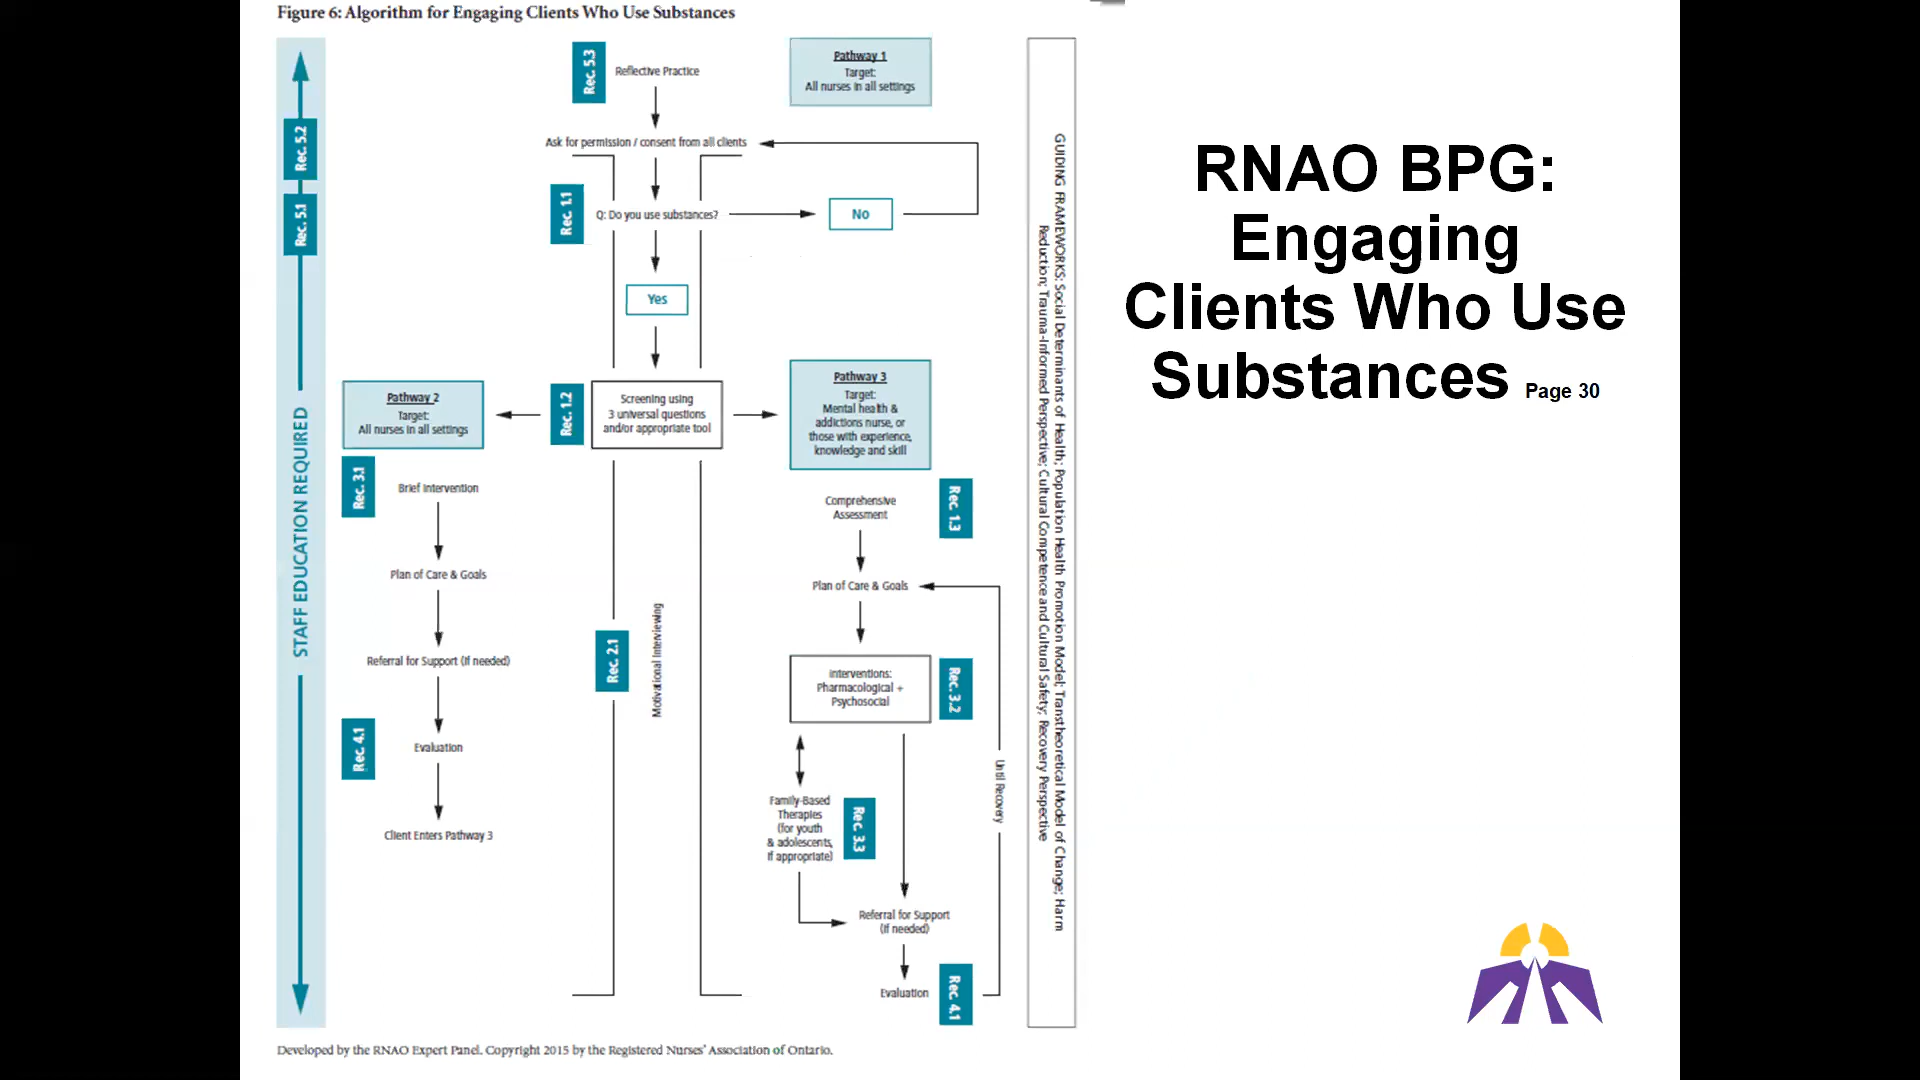 Figure 6: Algorithm for Engaging Clients Who Use Substances
Rec. 5.3
Reflective Practice
Pathway 1
Target:
All nurses in all settings
Rec. 5.2
Rec. 5.1
STAFF EDUCATION REQUIRED
Ask for permission / consent from all clients
Rec. 1.1
Q: Do you use substances?
No
Yes
Rec. 1.2
Screening using
3 universal questions
and/or appropriate tool
Pathway 2
Target:
All nurses in all settings
Rec. 3.1
Brief Intervention
Plan of Care & Goals
Referral for Support (if needed)
Rec. 4.1
Evaluation
Client Enters Pathway 3
Rec. 2.1
Motivational Interviewing
Pathway 3
Target:
Mental health &
addictions nurse, or
those with experience,
knowledge and skill
Comprehensive
Assessment
Rec. 1.3
Plan of Care & Goals
Interventions:
Pharmacological +
Psychosocial
Rec. 3.2
Family-Based
Therapies
(for youth
& adolescents,
if appropriate)
Rec. 3.3
Until Recovery
Referral for Support
(if needed)
Evaluation
Rec. 4.1
GUIDING FRAMEWORKS: Social Determinants of Health; Population Health Promotion Model; Transtheoretical Model of Change; Harm
Reduction; Trauma-Informed Perspective; Cultural Competence and Cultural Safety; Recovery Perspective
Developed by the RNAO Expert Panel. Copyright 2015 by the Registered Nurses' Association of Ontario.
RNAO BPG:
Engaging
Clients Who Use
Substances Page 30